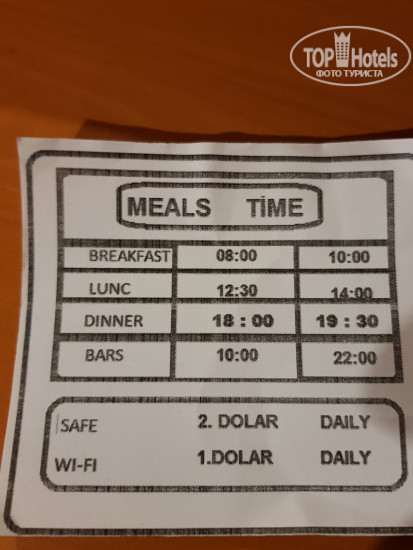 TOP Hotels
ФОТО ТУРИСТА
MEALS TİME
BREAKFAST 08:00 10:00
LUNC 12:30 14:00
DINNER 18 : 00 19 : 30
BARS 10:00 22:00
SAFE 2. DOLAR DAILY
WI-FI 1.DOLAR DAILY